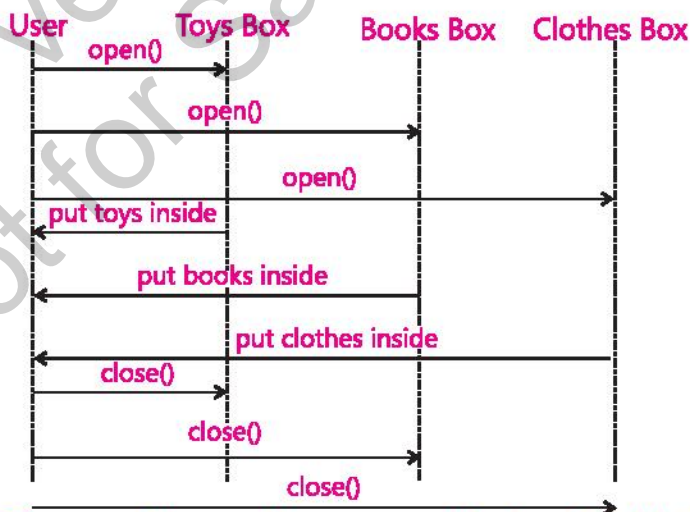 User Toys Box Books Box Clothes Box
open()
open()
open()
put toys inside
put books inside
put clothes inside
close()
close()
close()